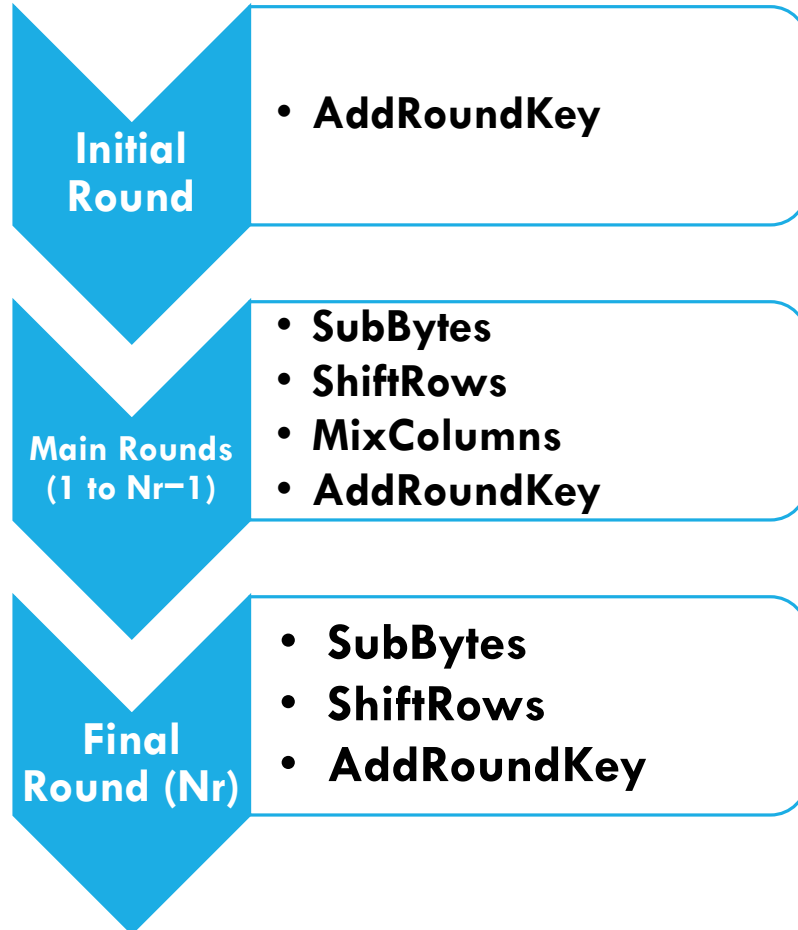 Initial
Round
• AddRoundKey
Main Rounds
(1 to Nr–1)
• SubBytes
• ShiftRows
• MixColumns
• AddRoundKey
Final
Round (Nr)
• SubBytes
• ShiftRows
• AddRoundKey